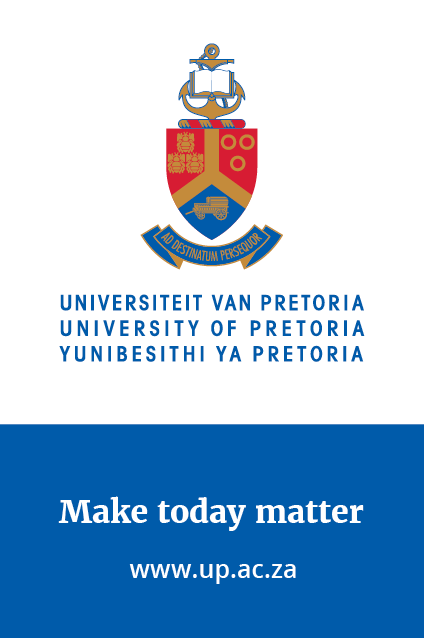 AD DESTINATUM PERSEQUOR
UNIVERSITEIT VAN PRETORIA
UNIVERSITY OF PRETORIA
YUNIBESITHI YA PRETORIA
Make today matter
www.up.ac.za